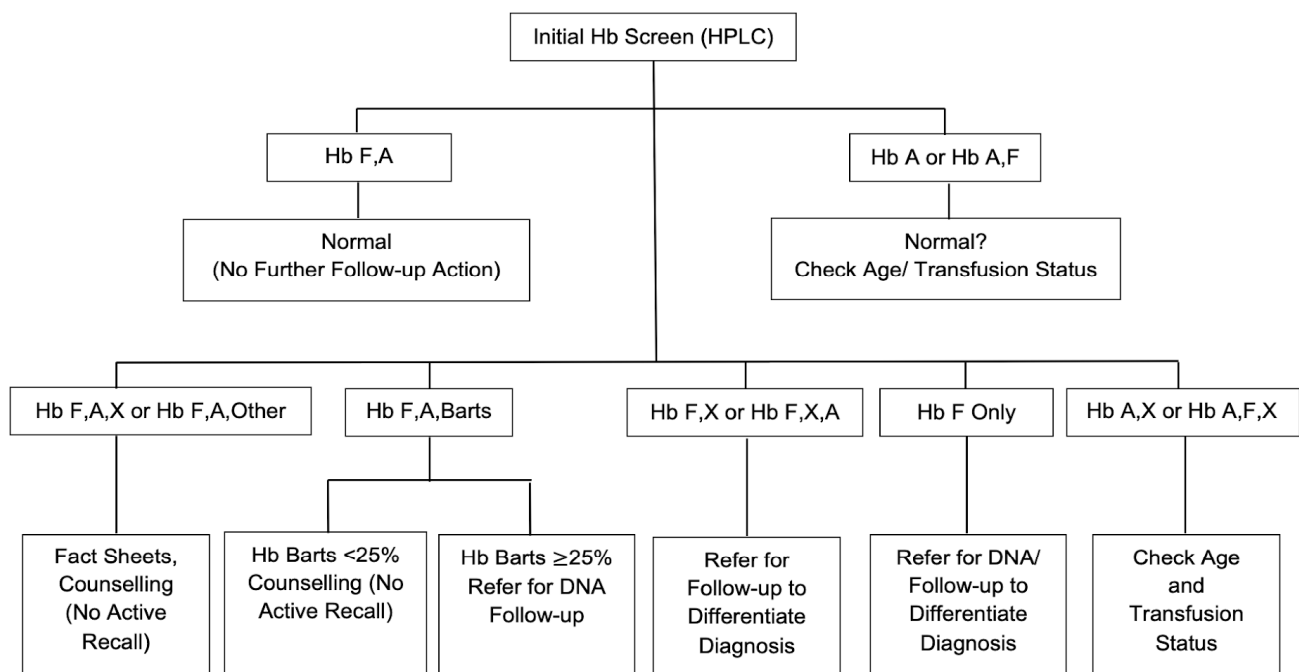 Initial Hb Screen (HPLC)
Hb F,A
Hb A or Hb A,F
Normal
(No Further Follow-up Action)
Normal?
Check Age/ Transfusion Status
Hb F,A,X or Hb F,A,Other
Hb F,A,Barts
Hb F,X or Hb F,X,A
Hb F Only
Hb A,X or Hb A,F,X
Fact Sheets,
Counselling
(No Active
Recall)
Hb Barts <25%
Counselling (No
Active Recall)
Hb Barts ≥25%
Refer for DNA
Follow-up
Refer for
Follow-up to
Differentiate
Diagnosis
Refer for DNA/
Follow-up to
Differentiate
Diagnosis
Check Age
and
Transfusion
Status